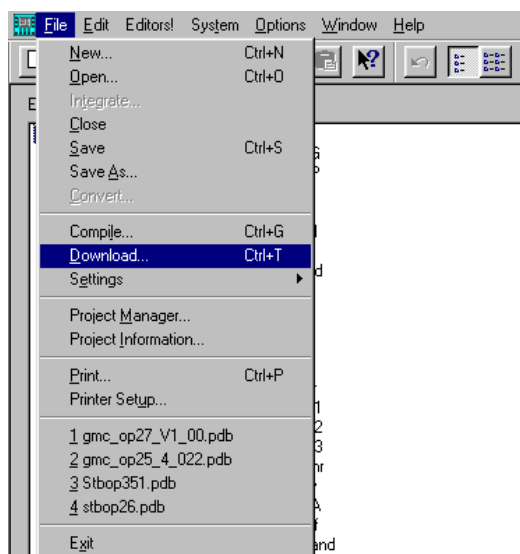 File Edit Editors! System Options Window Help
New... Ctrl+N
Open... Ctrl+O
Integrate...
Close
Save Ctrl+S
Save As...
Convert...
Compile... Ctrl+G
Download... Ctrl+T
Settings
Project Manager...
Project Information...
Print... Ctrl+P
Printer Setup...
1 gmc_op27_V1_00.pdb
2 gmc_op25_4_022.pdb
3 Stbop351.pdb
4 stbop26.pdb
Exit